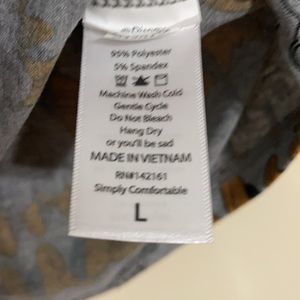 95% Polyester
5% Spandex
Machine Wash Cold
Gentle Cycle
Do Not Bleach
Hang Dry
or you'll be sad
MADE IN VIETNAM
RN#142161
Simply Comfortable
L